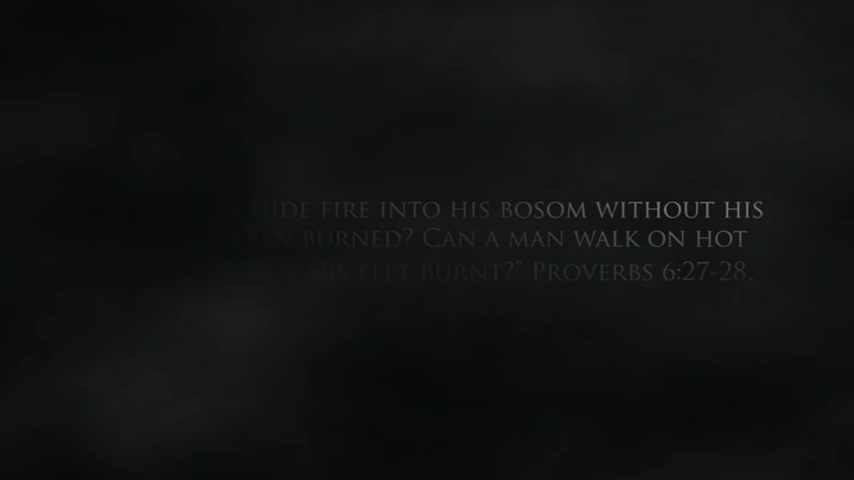 HIDE FIRE INTO HIS BOSOM WITHOUT HIS
BURNED? CAN A MAN WALK ON HOT
HIS FEET BURNT?" PROVERBS 6:27-28.